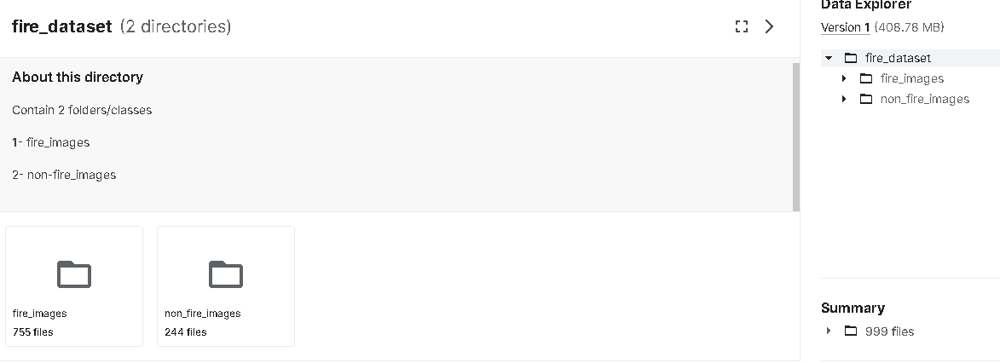 fire_dataset (2 directories)
About this directory
Contain 2 folders/classes
1- fire_images
2- non-fire_images
fire_images
755 files
non_fire_images
244 files
Data Explorer
Version 1 (408.78 MB)
fire_dataset
fire_images
non_fire_images
Summary
999 files